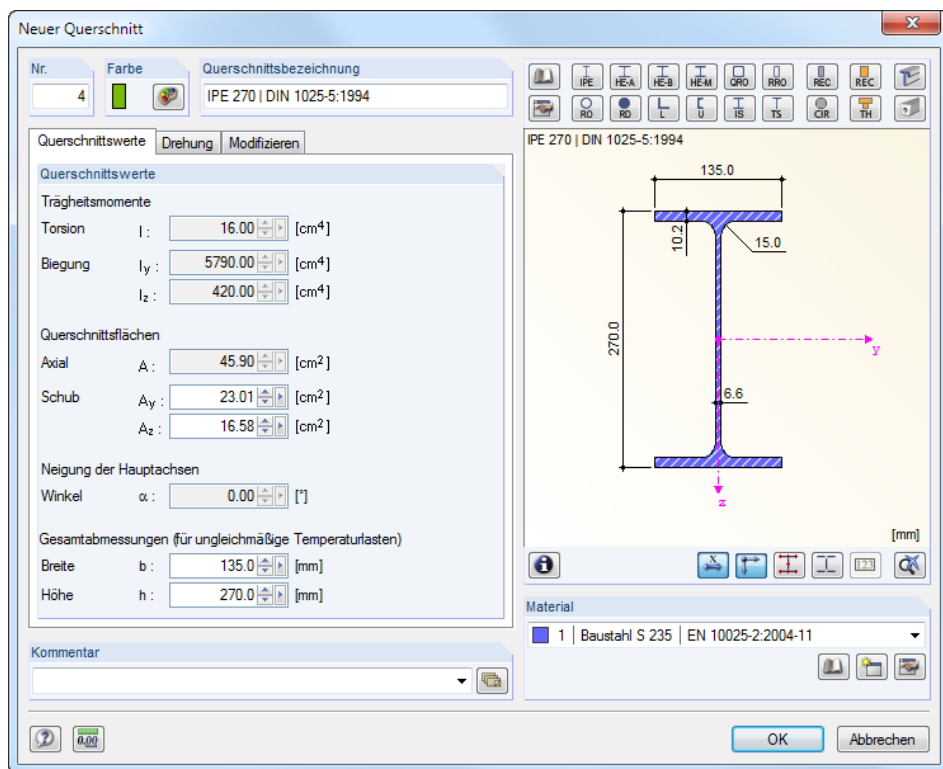 Neuer Querschnitt
Nr.
Farbe
Querschnittsbezeichnung
4
IPE 270 | DIN 1025-5:1994
Querschnittswerte
Drehung
Modifizieren
Querschnittswerte
Trägheitsmomente
Torsion I : 16.00 [cm4]
Biegung Iy : 5790.00 [cm4]
Iz : 420.00 [cm4]
Querschnittsflächen
Axial A : 45.90 [cm2]
Schub Ay : 23.01 [cm2]
Az : 16.58 [cm2]
Neigung der Hauptachsen
Winkel α : 0.00 [°]
Gesamtabmessungen (für ungleichmäßige Temperaturlasten)
Breite b : 135.0 [mm]
Höhe h : 270.0 [mm]
Kommentar
IPE HE-A HE-B HE-M QRO RRO REC REC
RO RO L U IS TS CIR TH
IPE 270 | DIN 1025-5:1994
135.0
10.2
15.0
270.0
y
6.6
z
[mm]
X
123
Material
1 | Baustahl S 235 | EN 10025-2:2004-11
0.00
OK
Abbrechen